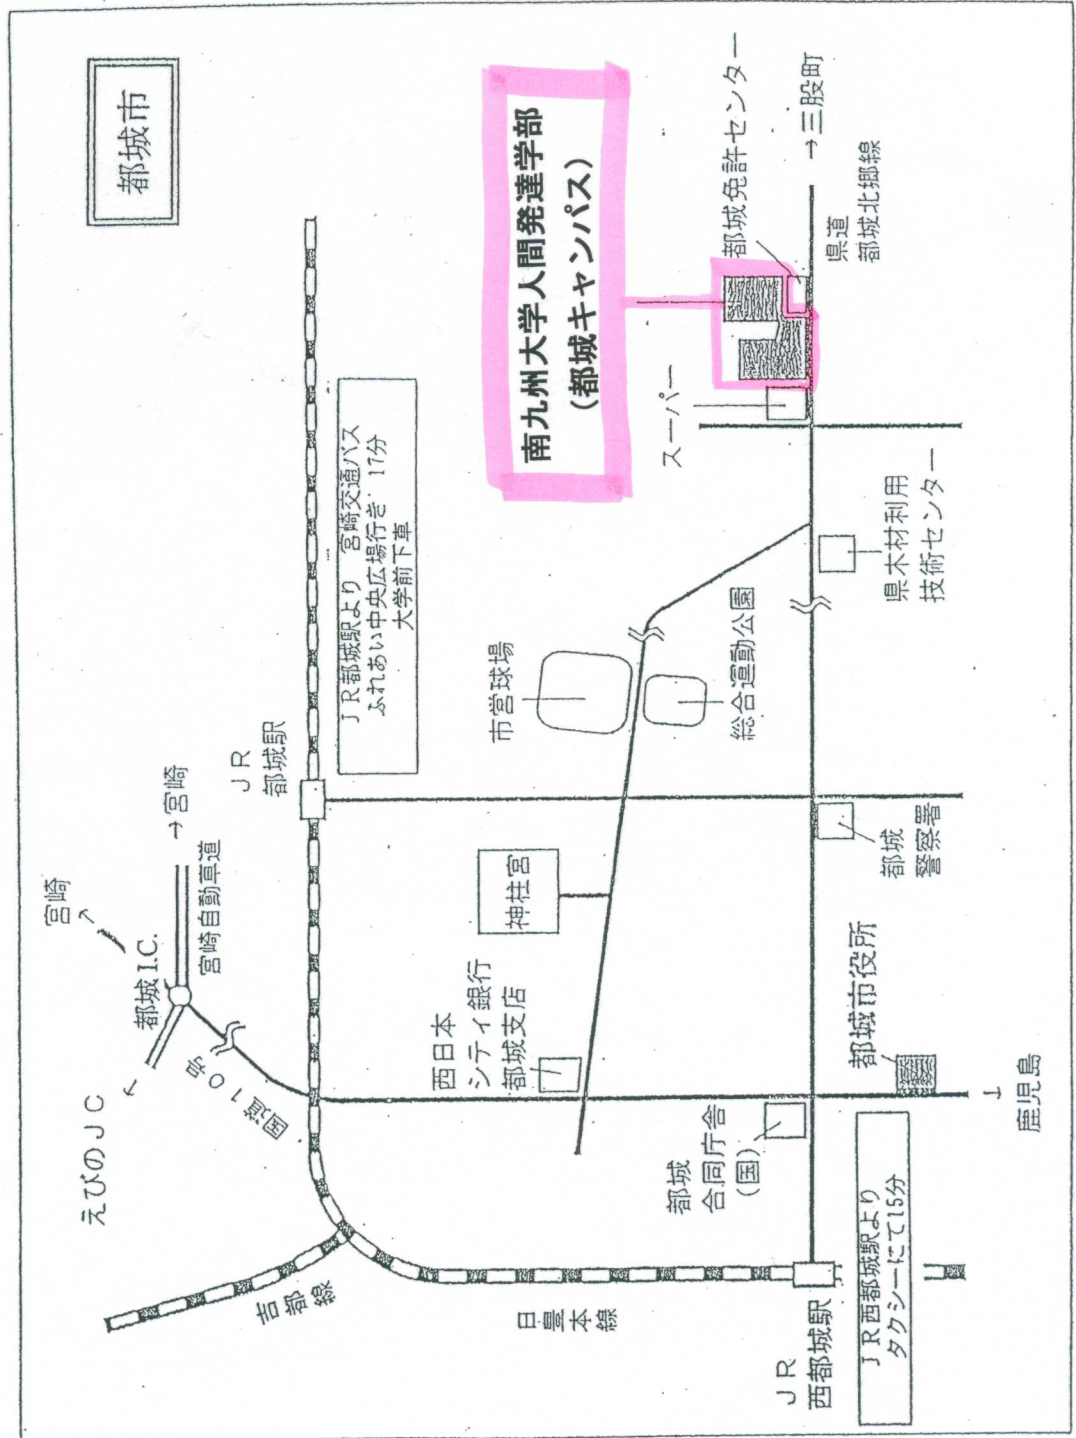 都城市
宮崎
都城I.C.
→宮崎
宮崎自動車道
えびのＪＣ
国道１０号
吉都線
日豊本線
ＪＲ
都城駅
ＪＲ都城駅より　宮崎交通バス
ふれあい中央広場行き　17分
大学前下車
南九州大学人間発達学部
（都城キャンパス）
西日本
シティ銀行
都城支店
神柱宮
市営球場
総合運動公園
スーパー
都城免許センター
→三股町
県道
都城北郷線
県木材利用
技術センター
都城
警察署
都城市役所
都城
合同庁舎
（国）
ＪＲ
西都城駅
ＪＲ西都城駅より
タクシーにて15分
鹿児島